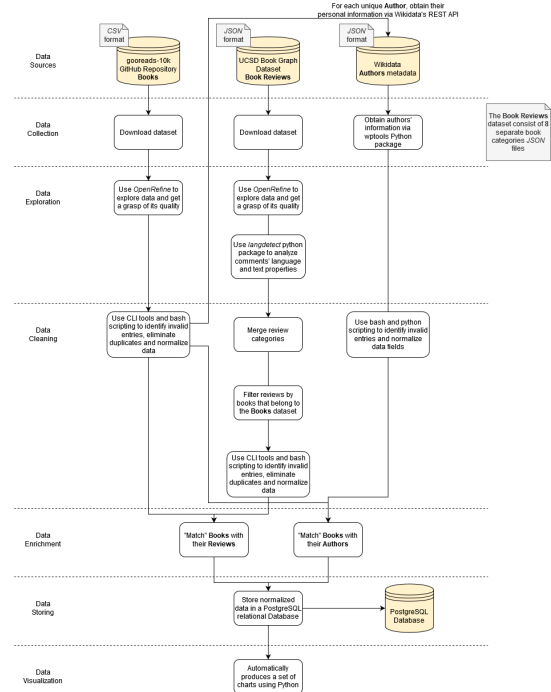 For each unique Author, obtain their
personal information via Wikidata's REST API
CSV
format
JSON
format
JSON
format
Data
Sources
gooreads-10k
GitHub Repository
Books
UCSD Book Graph
Dataset
Book Reviews
Wikidata
Authors metadata
Data
Collection
Download dataset
Download dataset
Obtain authors'
information via
wptools Python
package
The Book Reviews
dataset consist of 8
separate book
categories JSON
files
Data
Exploration
Use OpenRefine to
explore data and get
a grasp of its quality
Use OpenRefine to
explore data and get
a grasp of its quality
Use langdetect python
package to analyze
comments' language
and text properties
Data
Cleaning
Use CLI tools and bash
scripting to identify invalid
entries, eliminate
duplicates and normalize
data
Merge review
categories
Use bash and python
scripting to identify invalid
entries and normalize
data fields
Filter reviews by
books that belong to
the Books dataset
Use CLI tools and bash
scripting to identify invalid
entries, eliminate
duplicates and normalize
data
Data
Enrichment
"Match" Books with
their Reviews
"Match" Books with
their Authors
Data
Storing
Store normalized
data in a PostgreSQL
relational Database
PostgreSQL
Database
Data
Visualization
Automatically
produces a set of
charts using Python